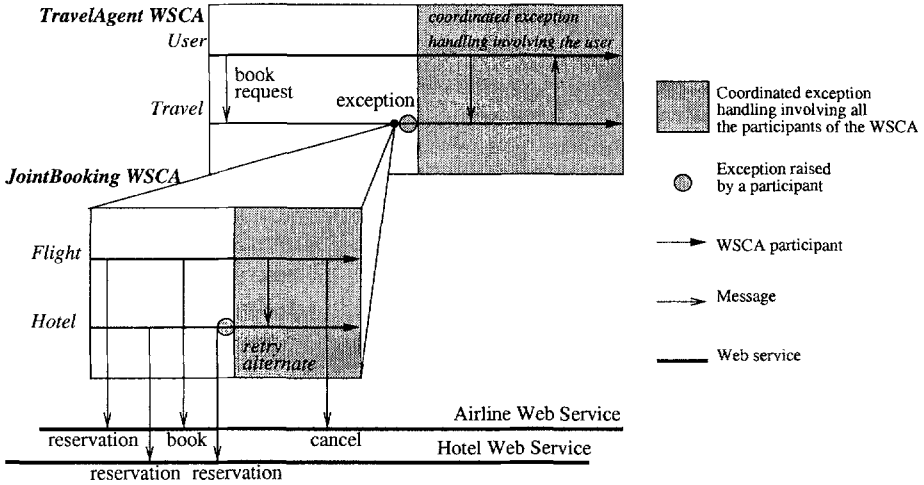 TravelAgent WSCA
User
coordinated exception
handling involving the user
book
request
Travel
exception
JointBooking WSCA
Flight
Hotel
retry
alternate
Airline Web Service
reservation book cancel
Hotel Web Service
reservation reservation
Coordinated exception
handling involving all
the participants of the WSCA
Exception raised
by a participant
WSCA participant
Message
Web service